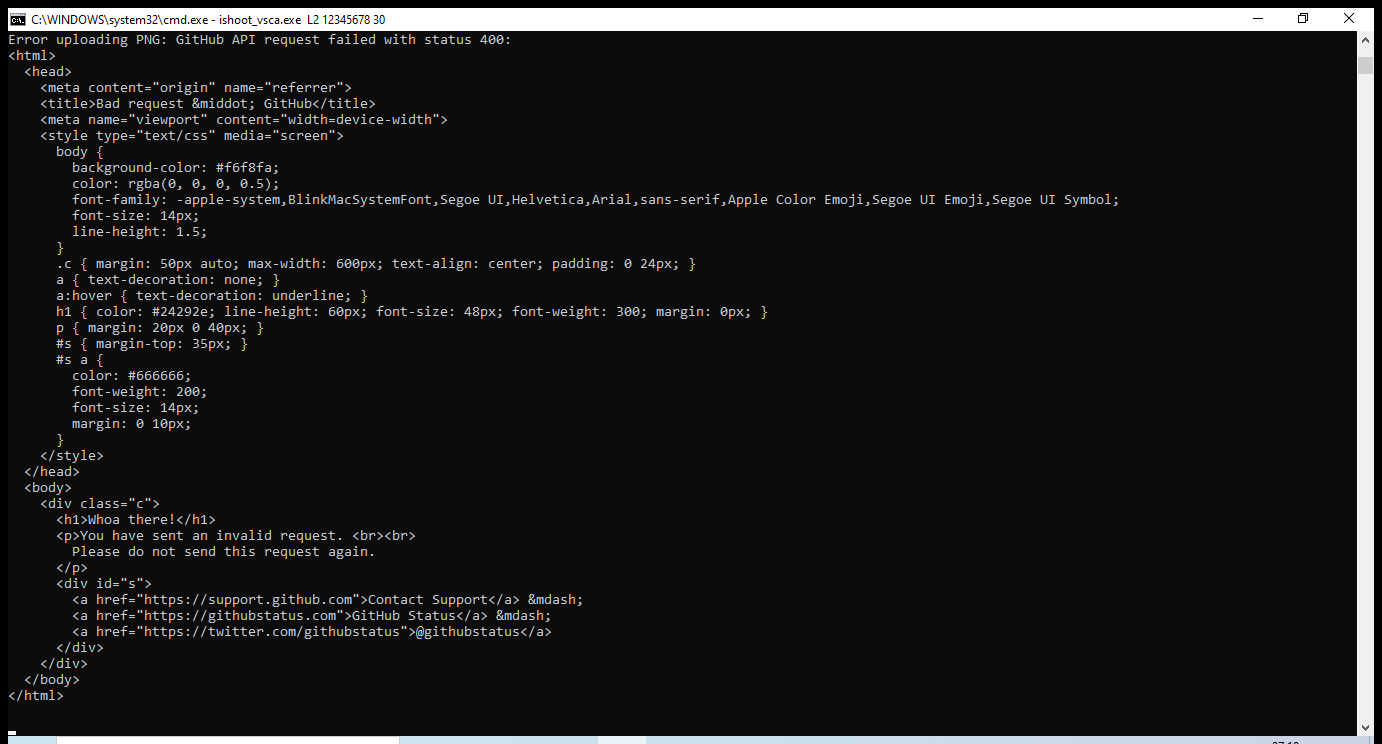 C:\WINDOWS\system32\cmd.exe - ishoot_vsca.exe L2 12345678 30
Error uploading PNG: GitHub API request failed with status 400:
<html>
  <head>
    <meta content="origin" name="referrer">
    <title>Bad request &middot; GitHub</title>
    <meta name="viewport" content="width=device-width">
    <style type="text/css" media="screen">
      body {
        background-color: #f6f8fa;
        color: rgba(0, 0, 0, 0.5);
        font-family: -apple-system,BlinkMacSystemFont,Segoe UI,Helvetica,Arial,sans-serif,Apple Color Emoji,Segoe UI Emoji,Segoe UI Symbol;
        font-size: 14px;
        line-height: 1.5;
      }
      .c { margin: 50px auto; max-width: 600px; text-align: center; padding: 0 24px; }
      a { text-decoration: none; }
      a:hover { text-decoration: underline; }
      h1 { color: #24292e; line-height: 60px; font-size: 48px; font-weight: 300; margin: 0px; }
      p { margin: 20px 0 40px; }
      #s { margin-top: 35px; }
      #s a {
        color: #666666;
        font-weight: 200;
        font-size: 14px;
        margin: 0 10px;
      }
    </style>
  </head>
  <body>
    <div class="c">
      <h1>Whoa there!</h1>
      <p>You have sent an invalid request. <br><br>
        Please do not send this request again.
      </p>
      <div id="s">
        <a href="https://support.github.com">Contact Support</a> &mdash;
        <a href="https://githubstatus.com">GitHub Status</a> &mdash;
        <a href="https://twitter.com/githubstatus">@githubstatus</a>
      </div>
    </div>
  </body>
</html>